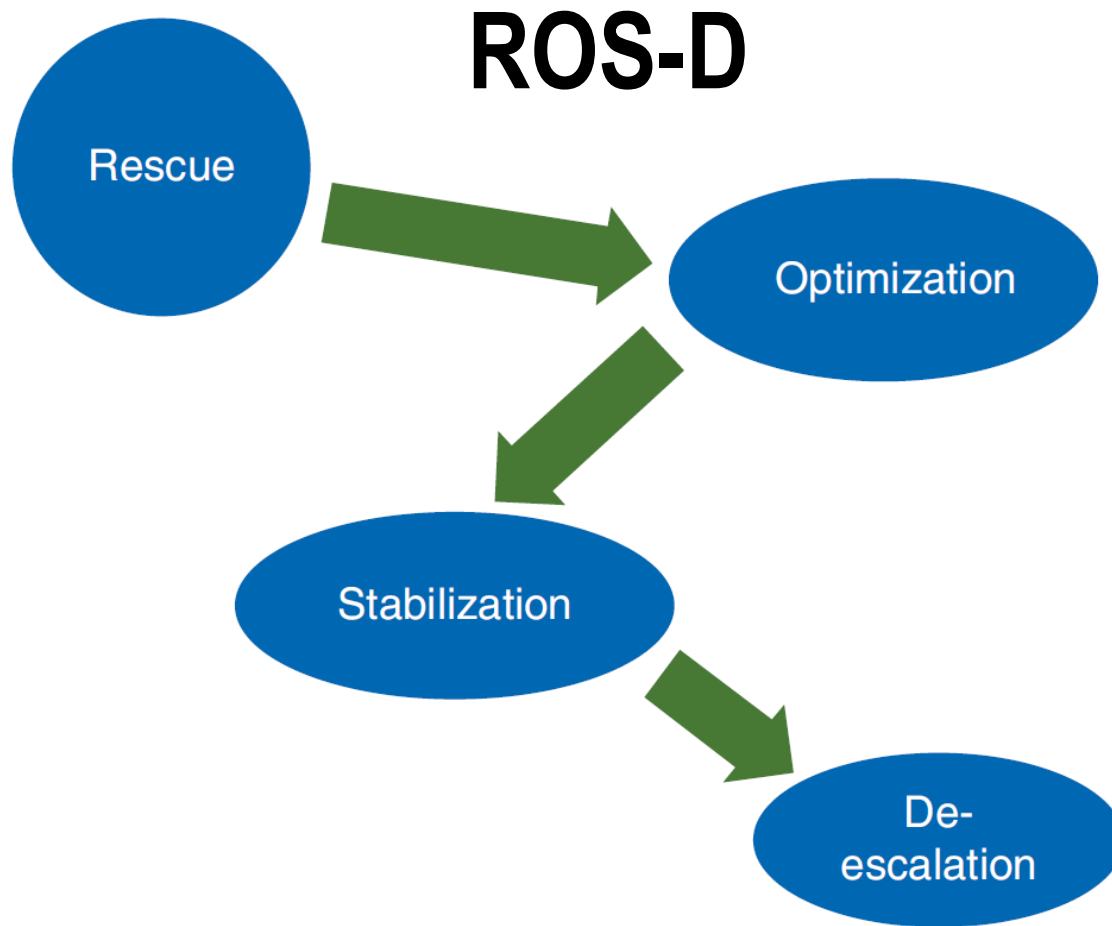 ROS-D
Rescue
Optimization
Stabilization
De-
escalation